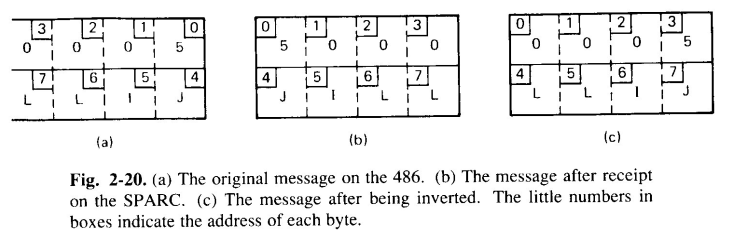 3 2 1 0
0 0 0 5
7 6 5 4
L L I J
(a)
0 1 2 3
5 0 0 0
4 5 6 7
J I L L
(b)
0 1 2 3
0 0 0 5
4 5 6 7
L L I J
(c)
Fig. 2-20. (a) The original message on the 486. (b) The message after receipt
on the SPARC. (c) The message after being inverted. The little numbers in
boxes indicate the address of each byte.